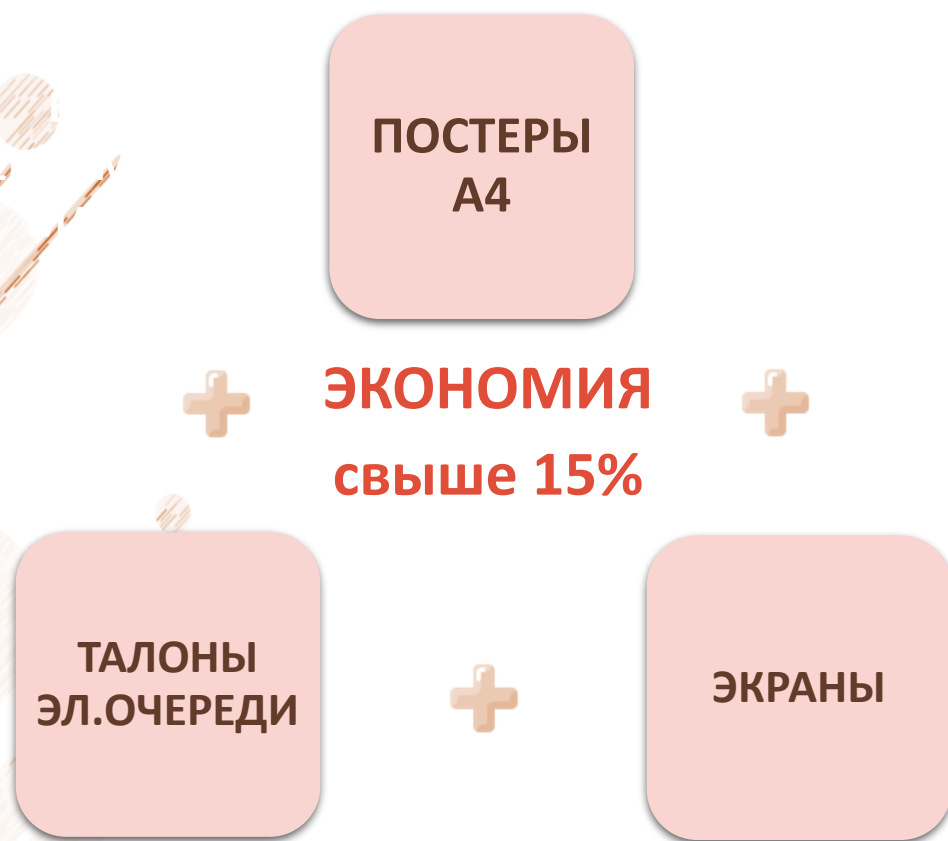 ПОСТЕРЫ
А4
ЭКОНОМИЯ
свыше 15%
ТАЛОНЫ
ЭЛ.ОЧЕРЕДИ
ЭКРАНЫ